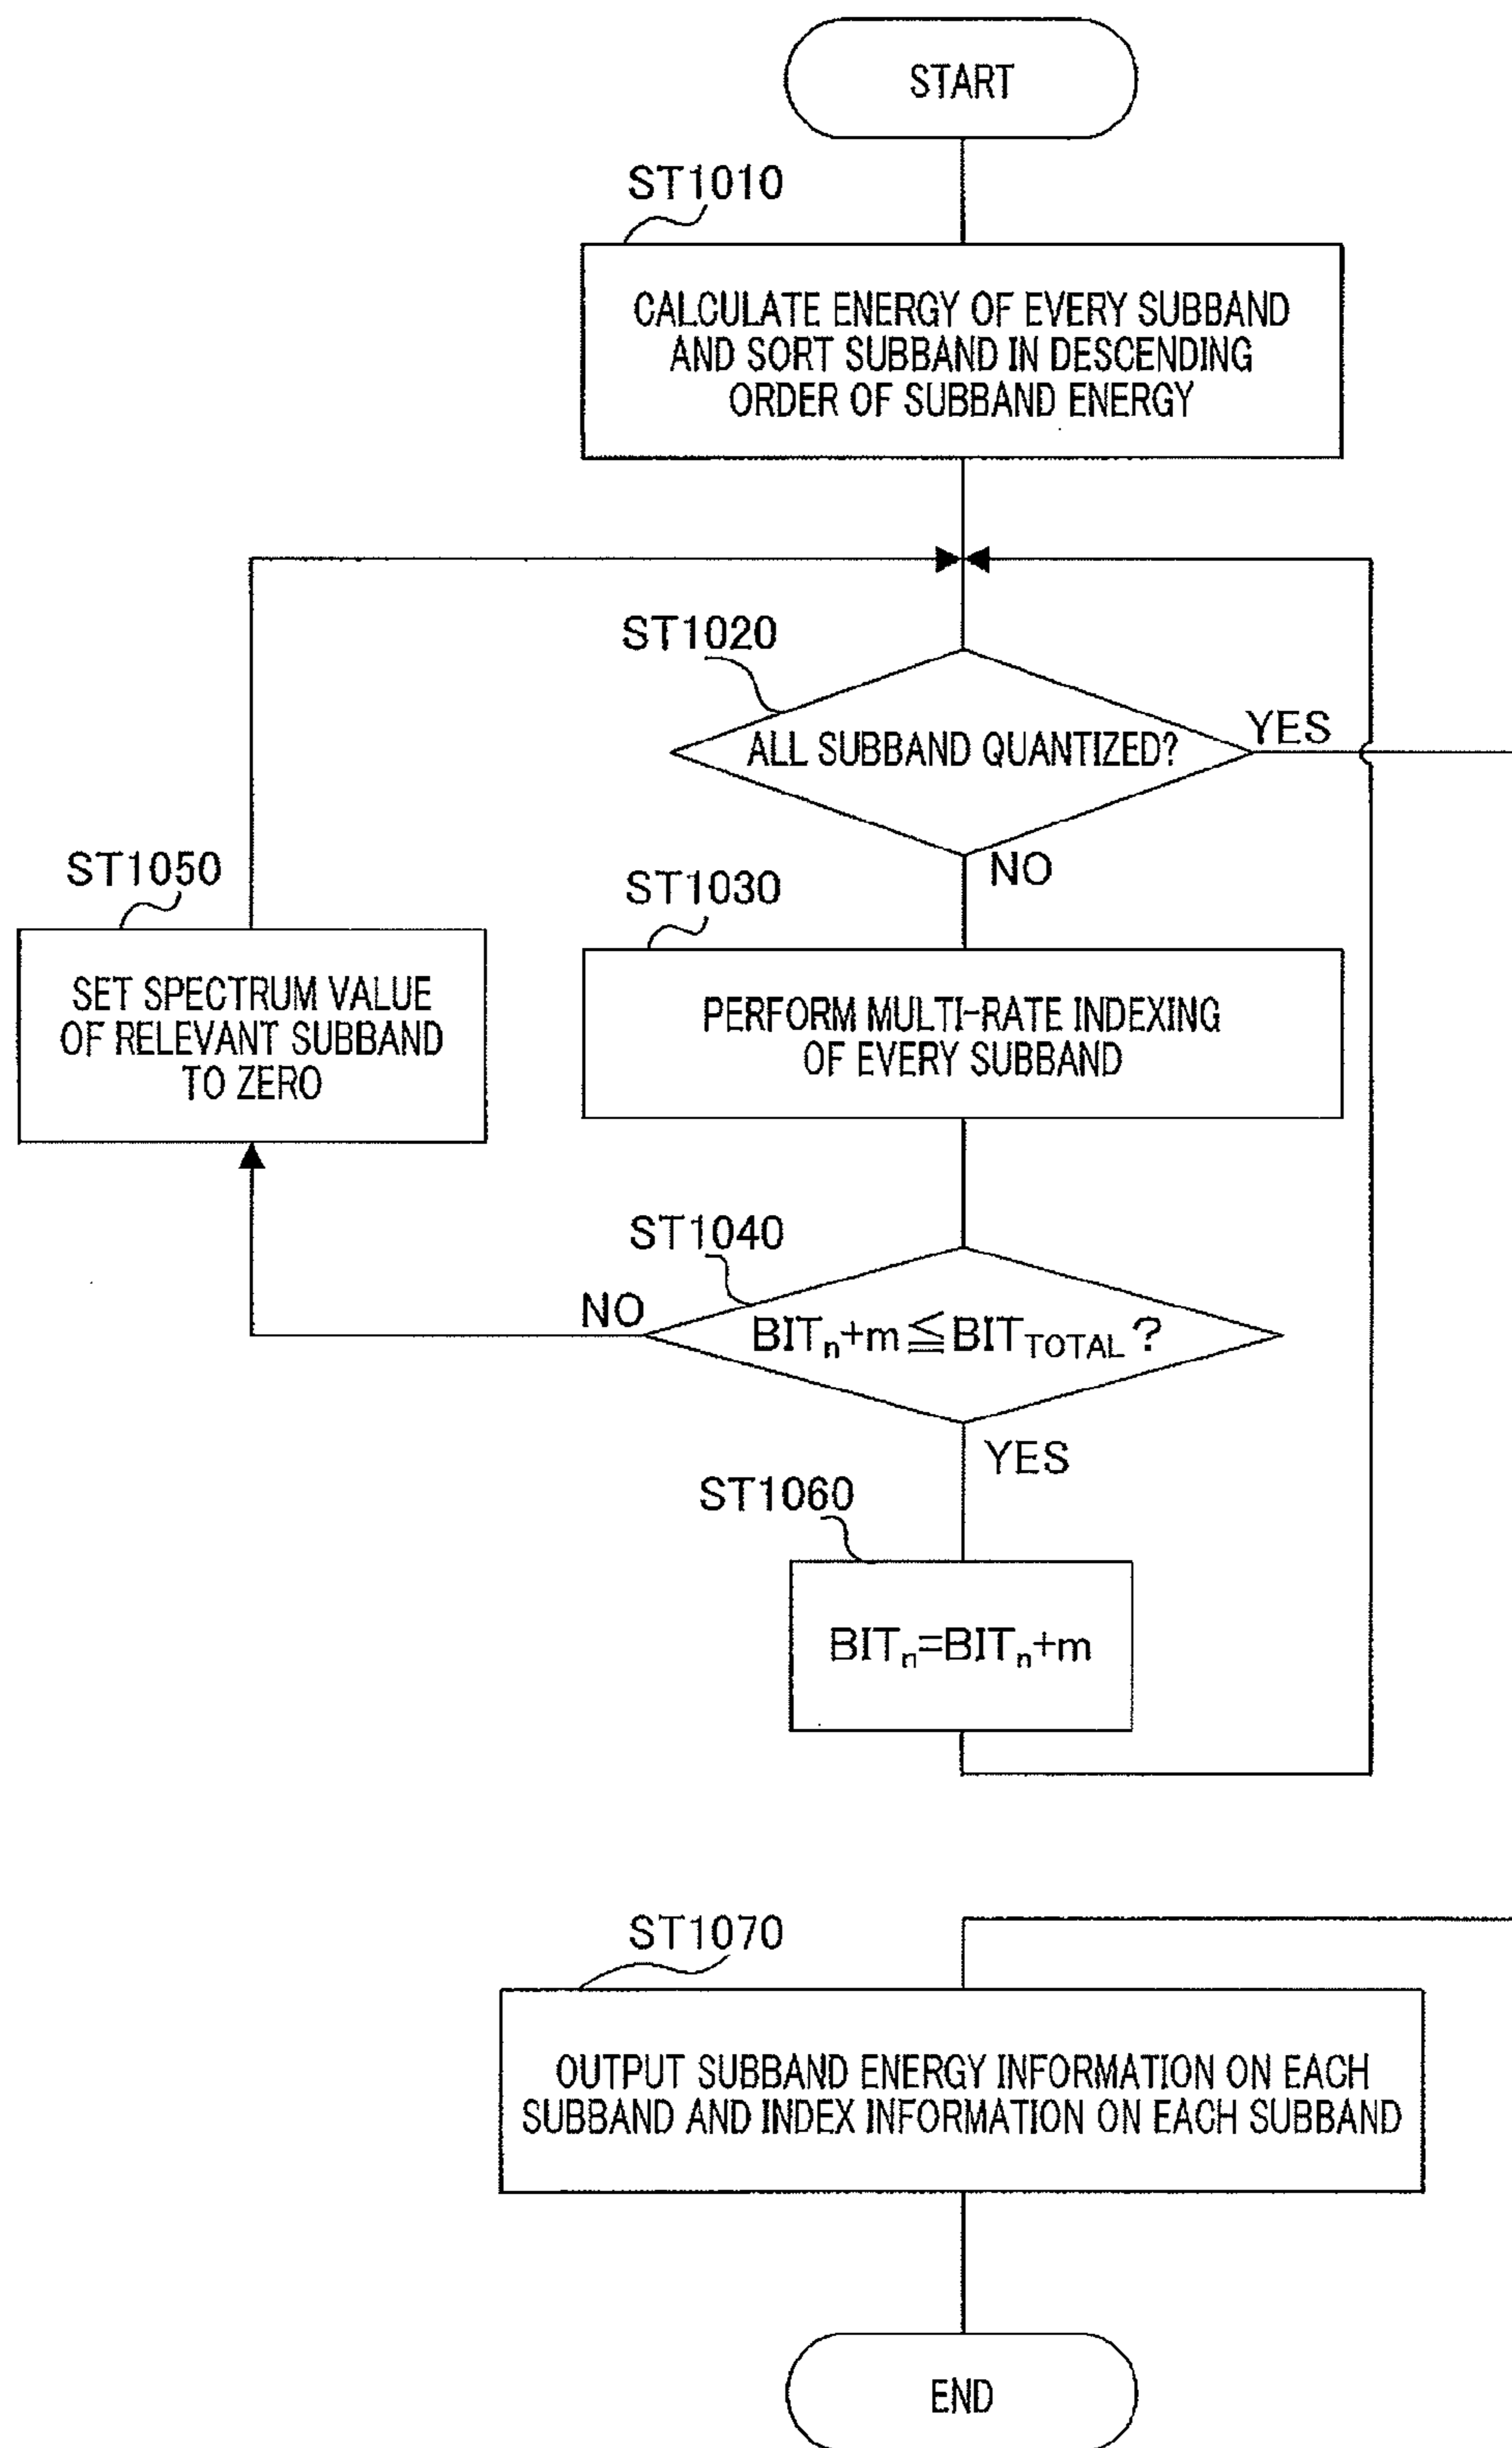 START
ST1010
CALCULATE ENERGY OF EVERY SUBBAND
AND SORT SUBBAND IN DESCENDING
ORDER OF SUBBAND ENERGY
ST1020
ALL SUBBAND QUANTIZED?
YES
NO
ST1050
SET SPECTRUM VALUE
OF RELEVANT SUBBAND
TO ZERO
ST1030
PERFORM MULTI-RATE INDEXING
OF EVERY SUBBAND
ST1040
NO
BITn+m≦BITTOTAL?
YES
ST1060
BITn=BITn+m
ST1070
OUTPUT SUBBAND ENERGY INFORMATION ON EACH
SUBBAND AND INDEX INFORMATION ON EACH SUBBAND
END